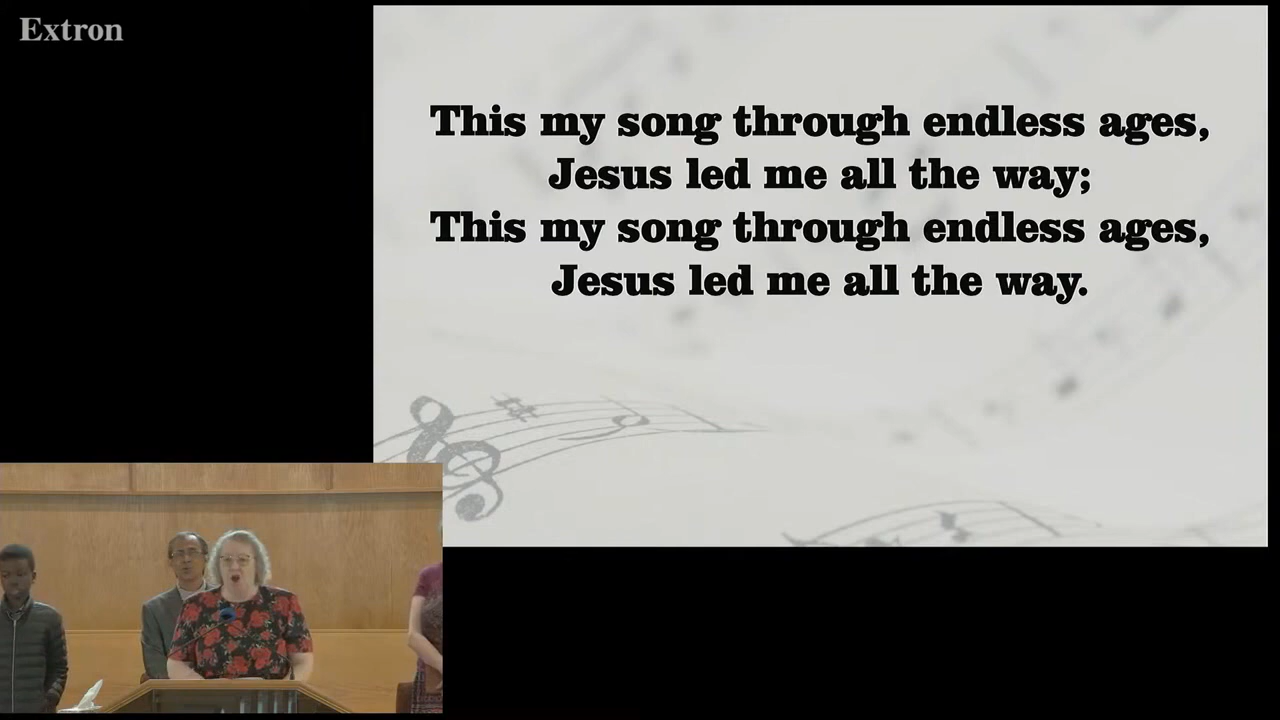 Extron
This my song through endless ages,
Jesus led me all the way;
This my song through endless ages,
Jesus led me all the way.